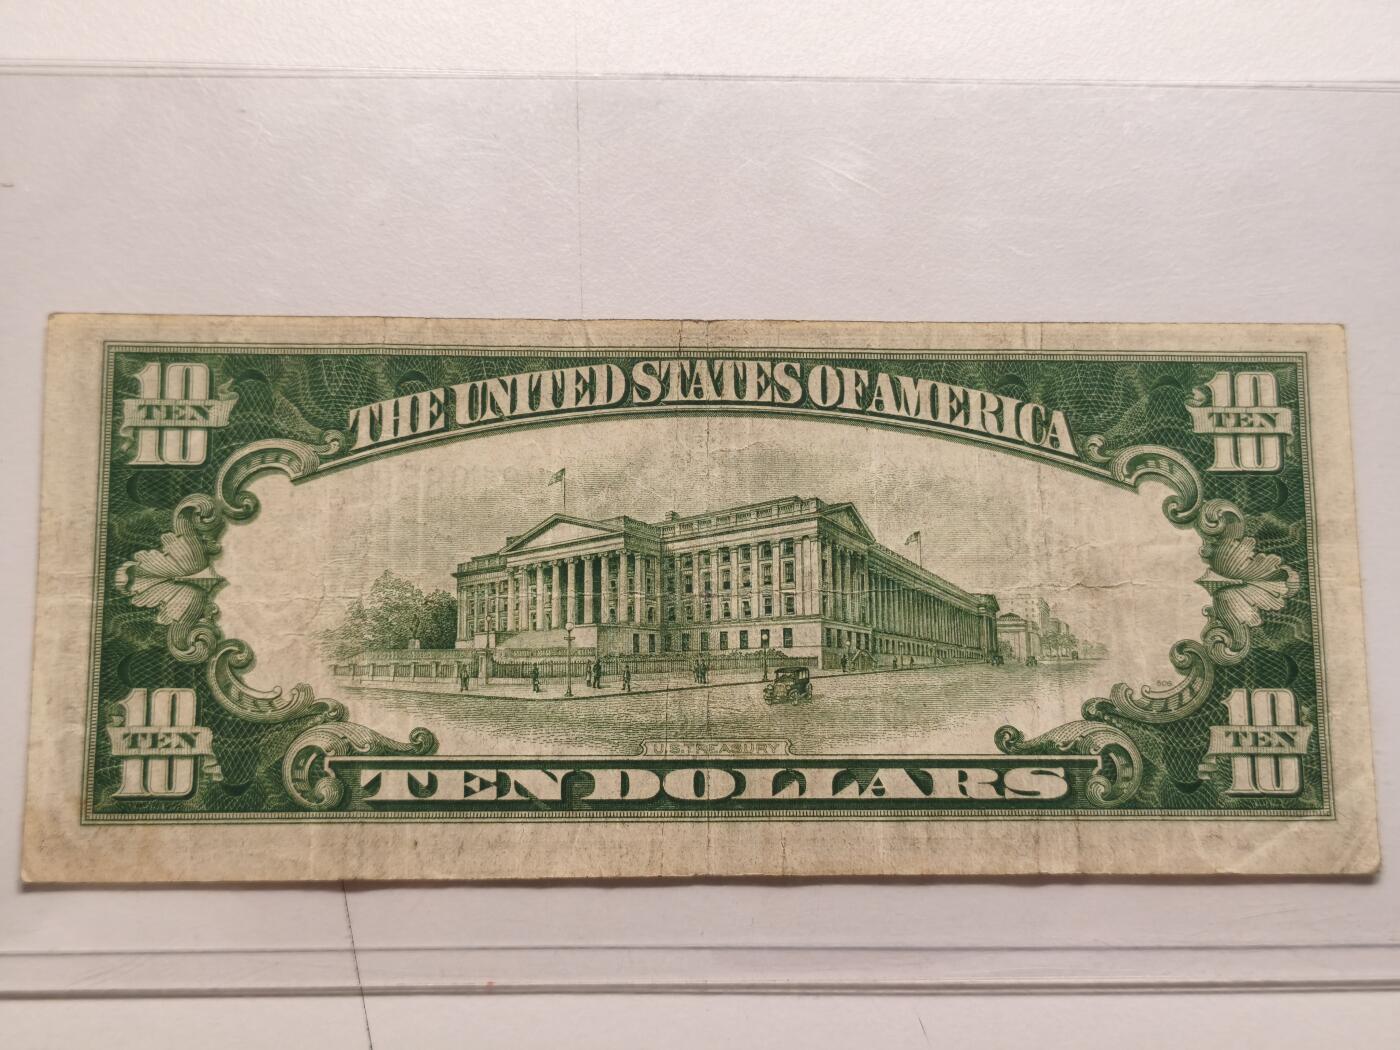 10 TEN 10
THE UNITED STATES OF AMERICA
10 TEN 10
10 TEN 10
U.S. TREASURY
TEN DOLLARS
10 TEN 10